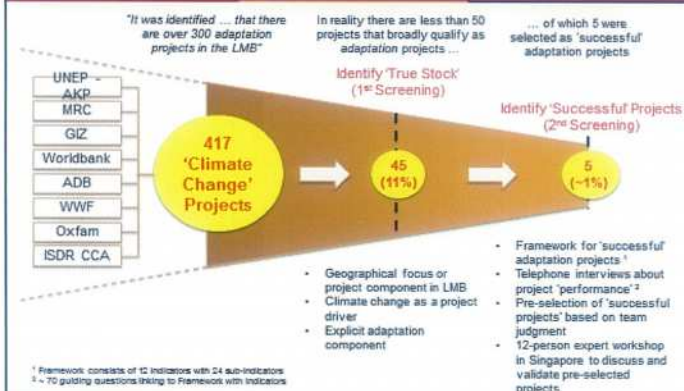 "It was identified ... that there
are over 300 adaptation
projects in the LMB"
In reality there are less than 50
projects that broadly qualify as
adaptation projects ...
... of which 5 were
selected as 'successful'
adaptation projects
Identify 'True Stock'
(1st Screening)
Identify 'Successful' Projects
(2nd Screening)
UNEP -
AKP
MRC
GIZ
Worldbank
ADB
WWF
Oxfam
ISDR CCA
417
'Climate
Change'
Projects
45
(11%)
5
(~1%)
• Geographical focus or
project component in LMB
• Climate change as a project
driver
• Explicit adaptation
component
• Framework for 'successful'
adaptation projects ¹
• Telephone interviews about
project 'performance' ²
• Pre-selection of 'successful
projects' based on team
judgment
• 12-person expert workshop
in Singapore to discuss and
validate pre-selected
projects
¹ Framework consists of 12 indicators with 24 sub-indicators
² ~ 70 guiding questions linking to Framework with indicators